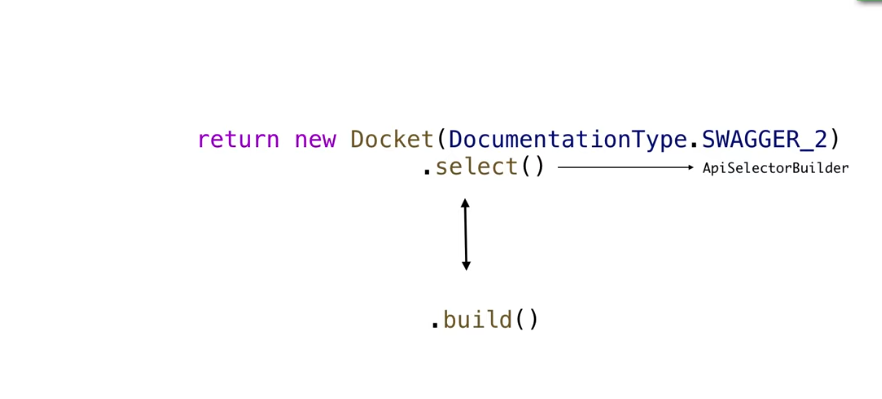 return new Docket(DocumentationType.SWAGGER_2)
.select() ApiSelectorBuilder
.build()